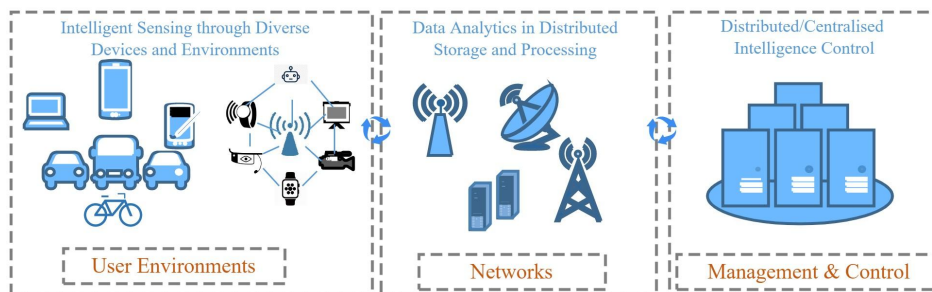 Intelligent Sensing through Diverse
Devices and Environments
Data Analytics in Distributed
Storage and Processing
Distributed/Centralised
Intelligence Control
User Environments
Networks
Management & Control